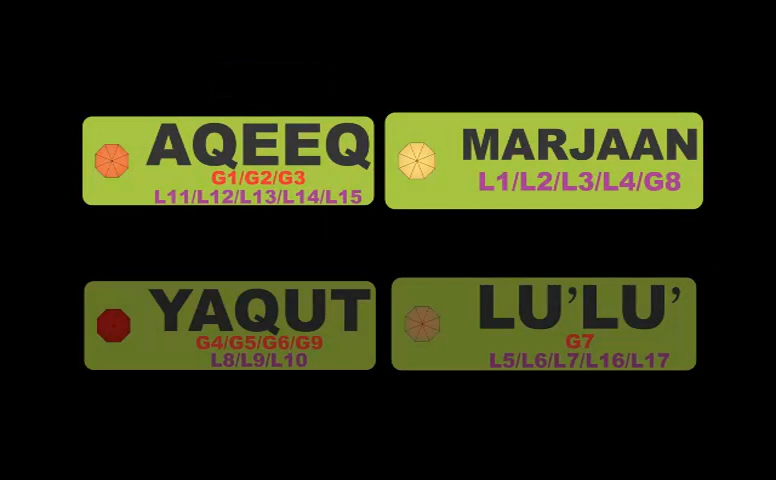 AQEEQ
G1/G2/G3
L11/L12/L13/L14/L15
MARJAAN
L1/L2/L3/L4/G8
YAQUT
G4/G5/G6/G9
L8/L9/L10
LU’LU’
G7
L5/L6/L7/L16/L17